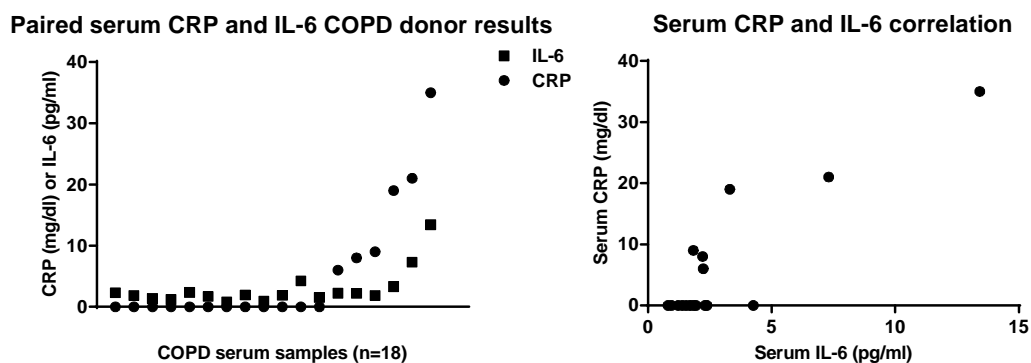 Paired serum CRP and IL-6 COPD donor results
IL-6
CRP
CRP (mg/dl) or IL-6 (pg/ml)
40
30
20
10
0
COPD serum samples (n=18)
Serum CRP and IL-6 correlation
Serum CRP (mg/dl)
40
30
20
10
0
0
5
10
15
Serum IL-6 (pg/ml)